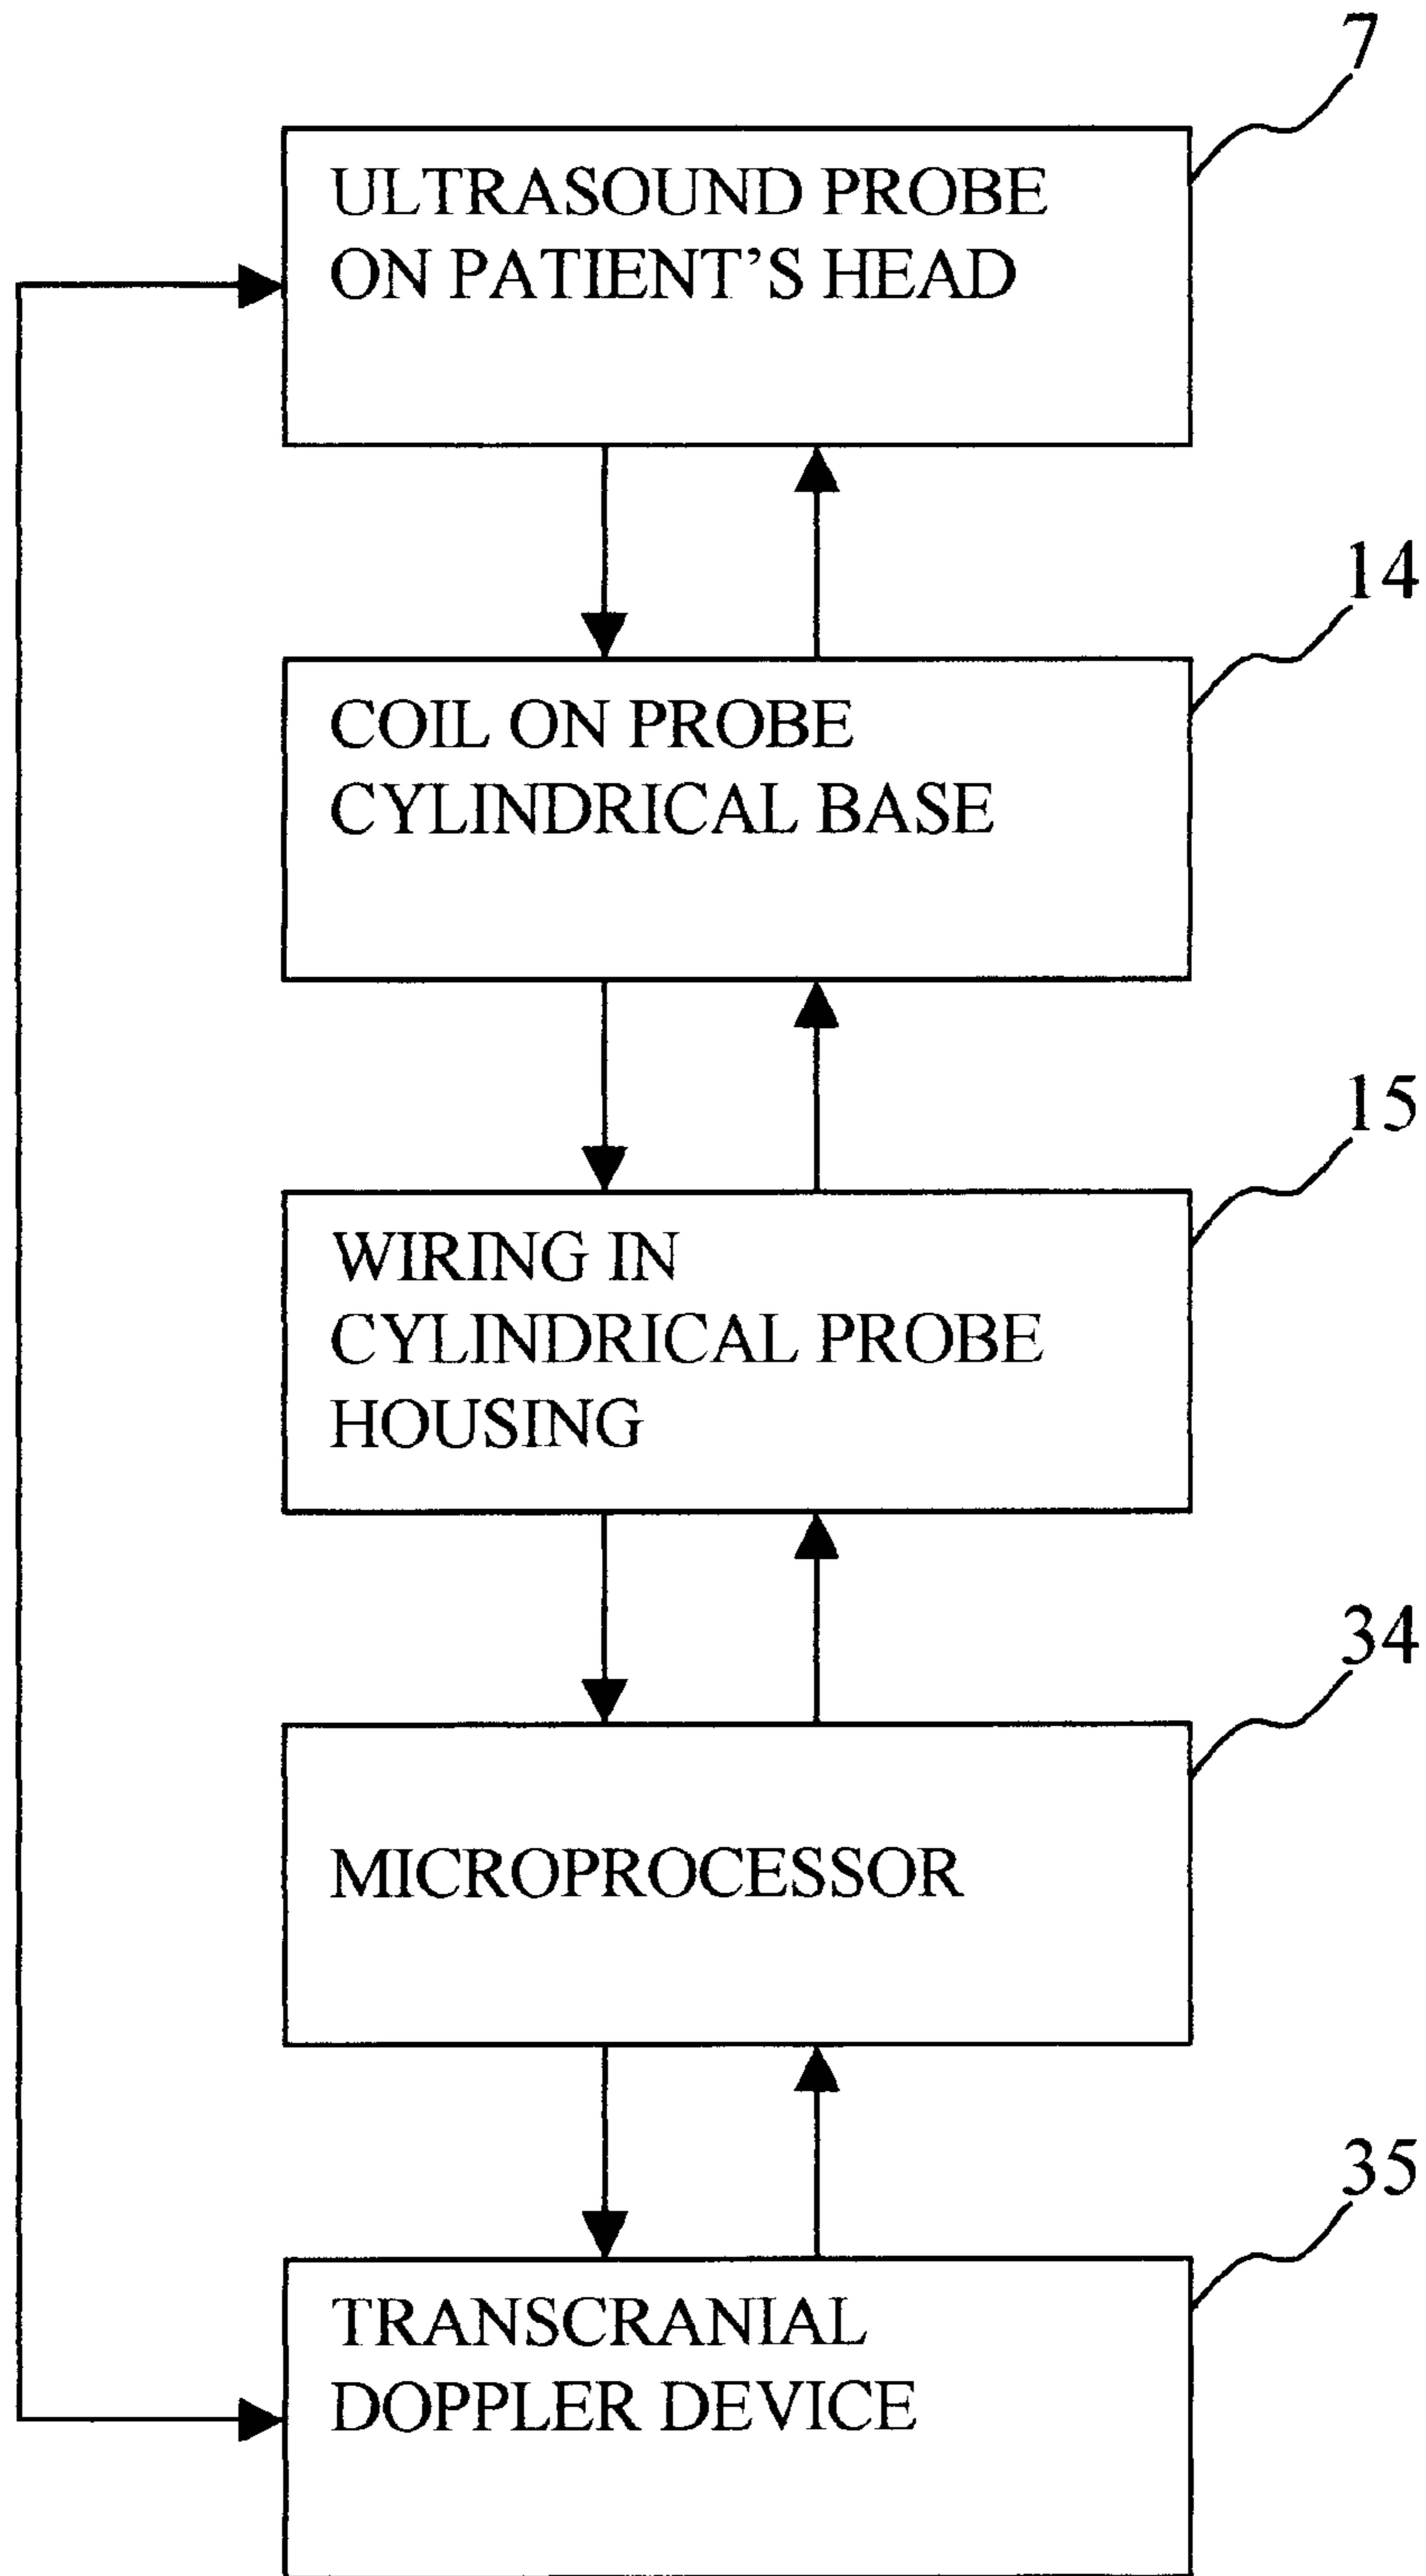 7
ULTRASOUND PROBE
ON PATIENT’S HEAD
14
COIL ON PROBE
CYLINDRICAL BASE
15
WIRING IN
CYLINDRICAL PROBE
HOUSING
34
MICROPROCESSOR
35
TRANSCRANIAL
DOPPLER DEVICE